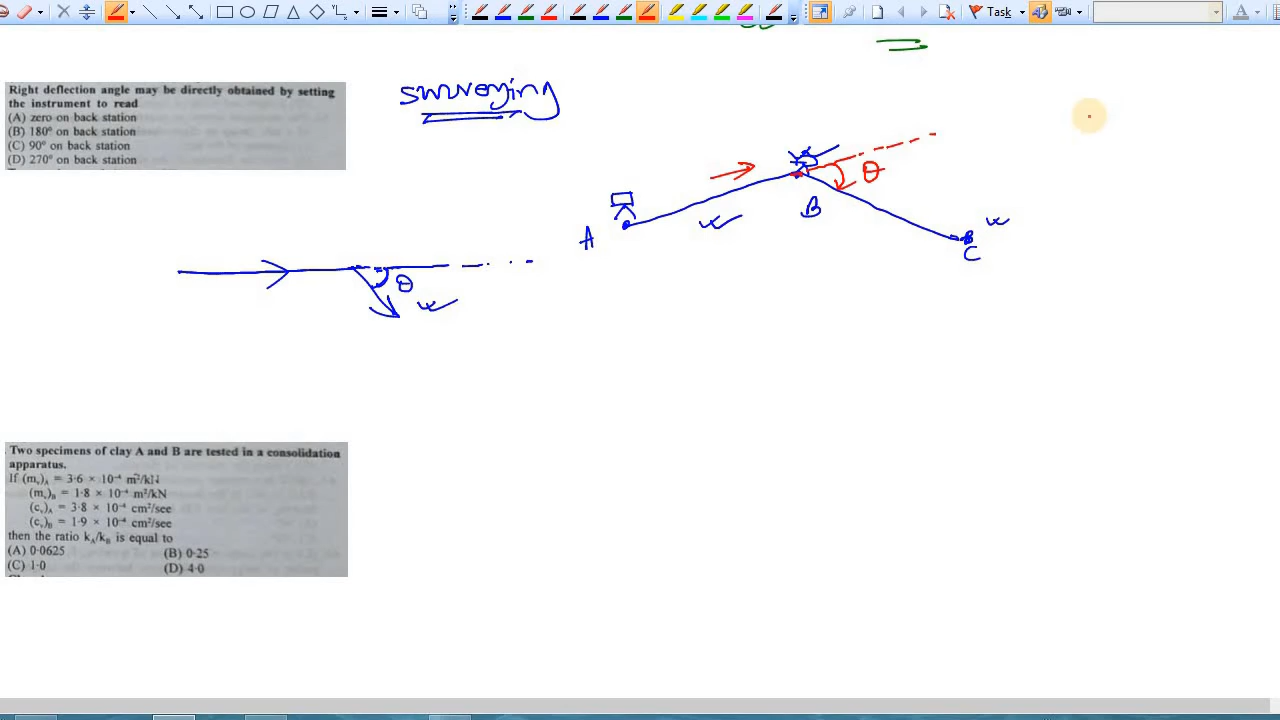 Task
Right deflection angle may be directly obtained by setting
the instrument to read
(A) zero on back station
(B) 180° on back station
(C) 90° on back station
(D) 270° on back station
surveying
θ
B
A
C
θ
Two specimens of clay A and B are tested in a consolidation
apparatus.
If (mᵥ)A = 3·6 × 10⁻⁴ m²/kN
(mᵥ)B = 1·8 × 10⁻⁴ m²/kN
(cᵥ)A = 3·8 × 10⁻⁴ cm²/see
(cᵥ)B = 1·9 × 10⁻⁴ cm²/see
then the ratio kA/kB is equal to
(A) 0·0625 (B) 0·25
(C) 1·0 (D) 4·0